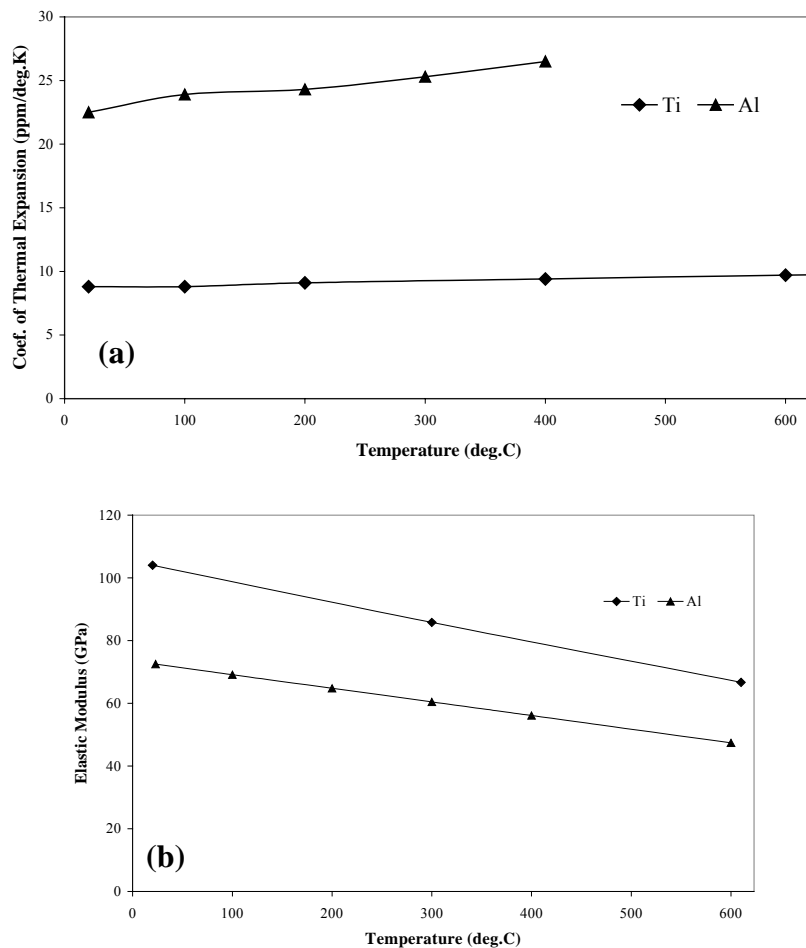 30
25
20
15
10
5
0
Coef. of Thermal Expansion (ppm/deg.K)
Ti Al
(a)
0 100 200 300 400 500 600
Temperature (deg.C)
120
100
80
60
40
20
0
Elastic Modulus (GPa)
Ti Al
(b)
0 100 200 300 400 500 600
Temperature (deg.C)